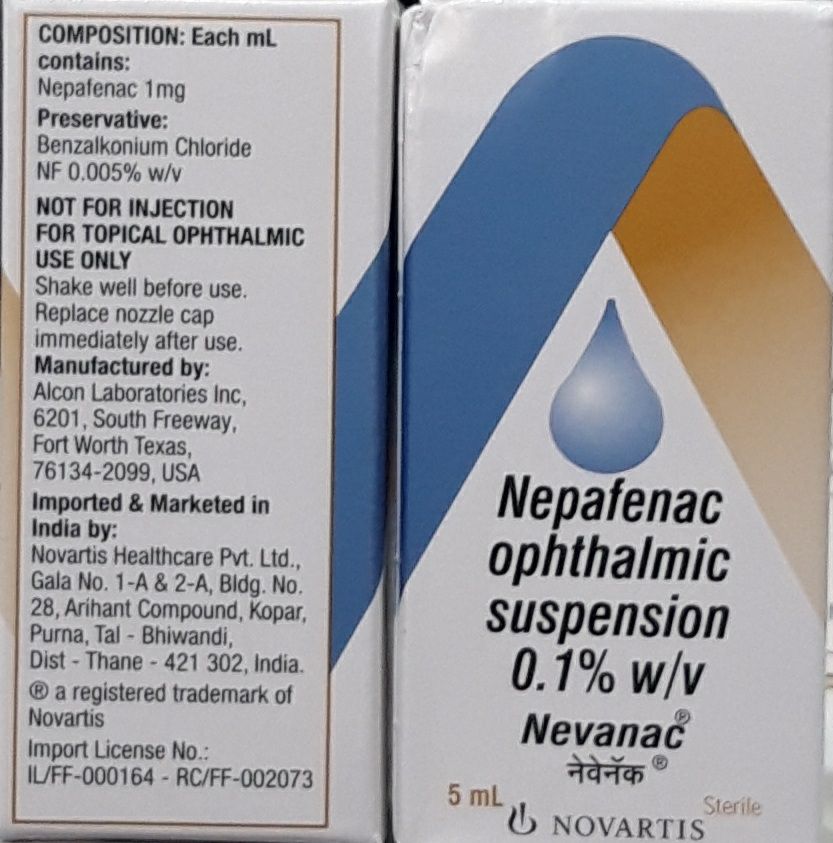 COMPOSITION: Each mL
contains:
Nepafenac 1mg
Preservative:
Benzalkonium Chloride
NF 0.005% w/v
NOT FOR INJECTION
FOR TOPICAL OPHTHALMIC
USE ONLY
Shake well before use.
Replace nozzle cap
immediately after use.
Manufactured by:
Alcon Laboratories Inc,
6201, South Freeway,
Fort Worth Texas,
76134-2099, USA
Imported & Marketed in
India by:
Novartis Healthcare Pvt. Ltd.,
Gala No. 1-A & 2-A, Bldg. No.
28, Arihant Compound, Kopar,
Purna, Tal - Bhiwandi,
Dist - Thane - 421 302, India.
® a registered trademark of
Novartis
Import License No.:
IL/FF-000164 - RC/FF-002073
Nepafenac
ophthalmic
suspension
0.1% w/v
Nevanac®
नेवेनॅक ®
5 mL
Sterile
NOVARTIS